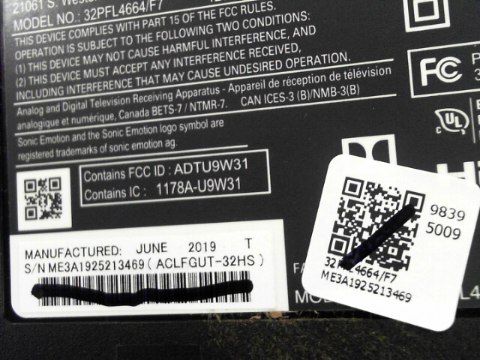 21061 S.
MODEL NO.: 32PFL4664/F7
THIS DEVICE COMPLIES WITH PART 15 OF THE FCC RULES.
OPERATION IS SUBJECT TO THE FOLLOWING TWO CONDITIONS:
(1) THIS DEVICE MAY NOT CAUSE HARMFUL INTERFERENCE, AND
(2) THIS DEVICE MUST ACCEPT ANY INTERFERENCE,
INCLUDING INTERFERENCE THAT MAY CAUSE UNDESIRED OPERATION.
Analog and Digital Television Receiving Apparatus - Appareil de réception de télévision
analogique et numérique, Canada BETS-7 / NTMR-7. CAN ICES-3 (B)/NMB-3(B)
Sonic Emotion and the Sonic Emotion logo symbol are
registered trademarks of sonic emotion ag.
FC
UL
Contains FCC ID : ADTU9W31
Contains IC : 1178A-U9W31
MANUFACTURED: JUNE 2019 T
S/N ME3A1925213469 (ACLFGUT-32HS)
9839
5009
32PFL4664/F7
ME3A1925213469